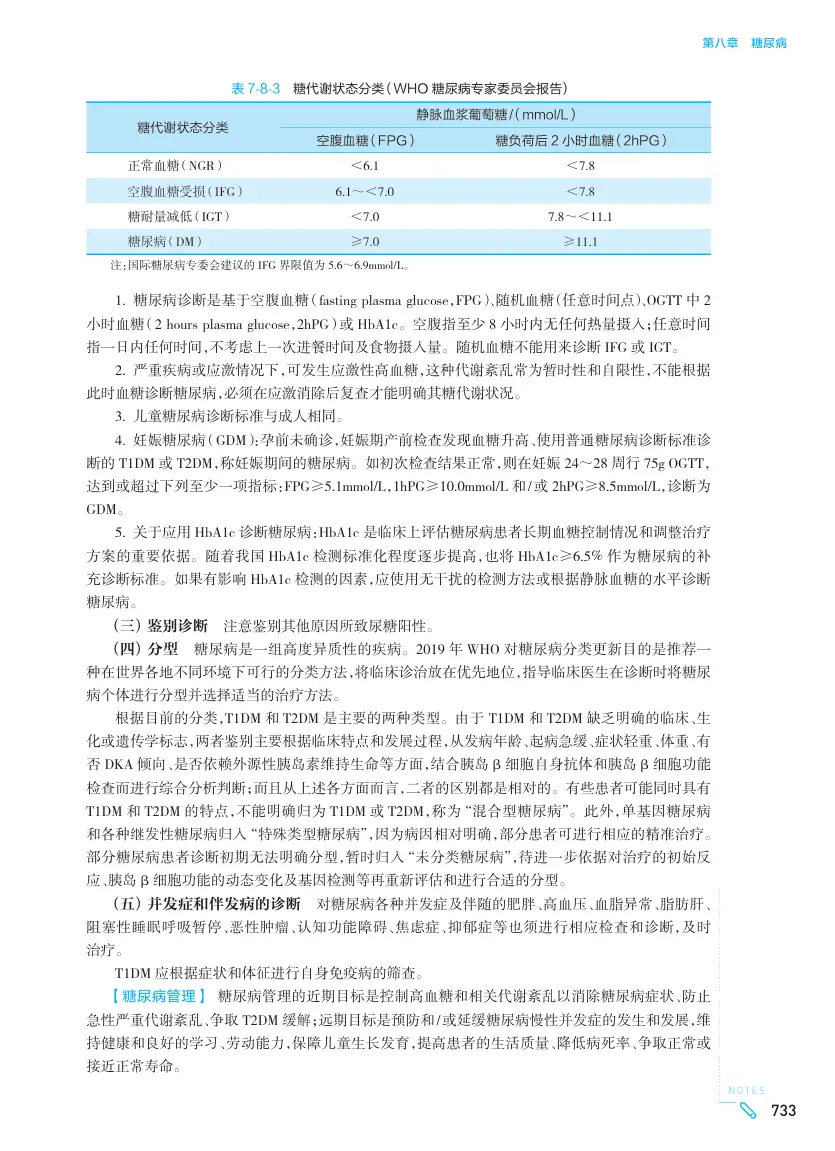 第八章 糖尿病
表 7-8-3 糖代谢状态分类（WHO 糖尿病专家委员会报告）
糖代谢状态分类 静脉血浆葡萄糖/（mmol/L）
空腹血糖（FPG） 糖负荷后 2 小时血糖（2hPG）
正常血糖（NGR） ＜6.1 ＜7.8
空腹血糖受损（IFG） 6.1～＜7.0 ＜7.8
糖耐量减低（IGT） ＜7.0 7.8～＜11.1
糖尿病（DM） ≥7.0 ≥11.1
注：国际糖尿病专委会建议的 IFG 界限值为 5.6～6.9mmol/L。
1. 糖尿病诊断是基于空腹血糖（fasting plasma glucose，FPG）、随机血糖（任意时间点）、OGTT 中 2
小时血糖（2 hours plasma glucose，2hPG）或 HbA1c。空腹指至少 8 小时内无任何热量摄入；任意时间
指一日内任何时间，不考虑上一次进餐时间及食物摄入量。随机血糖不能用来诊断 IFG 或 IGT。
2. 严重疾病或应激情况下，可发生应激性高血糖，这种代谢紊乱常为暂时性和自限性，不能根据
此时血糖诊断糖尿病，必须在应激消除后复查才能明确其糖代谢状况。
3. 儿童糖尿病诊断标准与成人相同。
4. 妊娠糖尿病（GDM）：孕前未确诊，妊娠期产前检查发现血糖升高、使用普通糖尿病诊断标准诊
断的 T1DM 或 T2DM，称妊娠期间的糖尿病。如初次检查结果正常，则在妊娠 24～28 周行 75g OGTT，
达到或超过下列至少一项指标：FPG≥5.1mmol/L，1hPG≥10.0mmol/L 和/或 2hPG≥8.5mmol/L，诊断为
GDM。
5. 关于应用 HbA1c 诊断糖尿病：HbA1c 是临床上评估糖尿病患者长期血糖控制情况和调整治疗
方案的重要依据。随着我国 HbA1c 检测标准化程度逐步提高，也将 HbA1c≥6.5% 作为糖尿病的补
充诊断标准。如果有影响 HbA1c 检测的因素，应使用无干扰的检测方法或根据静脉血糖的水平诊断
糖尿病。
（三）鉴别诊断 注意鉴别其他原因所致尿糖阳性。
（四）分型 糖尿病是一组高度异质性的疾病。2019 年 WHO 对糖尿病分类更新目的是推荐一
种在世界各地不同环境下可行的分类方法，将临床诊治放在优先地位，指导临床医生在诊断时将糖尿
病个体进行分型并选择适当的治疗方法。
根据目前的分类，T1DM 和 T2DM 是主要的两种类型。由于 T1DM 和 T2DM 缺乏明确的临床、生
化或遗传学标志，两者鉴别主要根据临床特点和发展过程，从发病年龄、起病急缓、症状轻重、体重、有
否 DKA 倾向、是否依赖外源性胰岛素维持生命等方面，结合胰岛 β 细胞自身抗体和胰岛 β 细胞功能
检查而进行综合分析判断；而且从上述各方面而言，二者的区别都是相对的。有些患者可能同时具有
T1DM 和 T2DM 的特点，不能明确归为 T1DM 或 T2DM，称为“混合型糖尿病”。此外，单基因糖尿病
和各种继发性糖尿病归入“特殊类型糖尿病”，因为病因相对明确，部分患者可进行相应的精准治疗。
部分糖尿病患者诊断初期无法明确分型，暂时归入“未分类糖尿病”，待进一步依据对治疗的初始反
应、胰岛 β 细胞功能的动态变化及基因检测等再重新评估和进行合适的分型。
（五）并发症和伴发病的诊断 对糖尿病各种并发症及伴随的肥胖、高血压、血脂异常、脂肪肝、
阻塞性睡眠呼吸暂停、恶性肿瘤、认知功能障碍、焦虑症、抑郁症等也须进行相应检查和诊断，及时
治疗。
T1DM 应根据症状和体征进行自身免疫病的筛查。
【糖尿病管理】 糖尿病管理的近期目标是控制高血糖和相关代谢紊乱以消除糖尿病症状、防止
急性严重代谢紊乱、争取 T2DM 缓解；远期目标是预防和/或延缓糖尿病慢性并发症的发生和发展，维
持健康和良好的学习、劳动能力，保障儿童生长发育，提高患者的生活质量、降低病死率、争取正常或
接近正常寿命。
NOTES
733